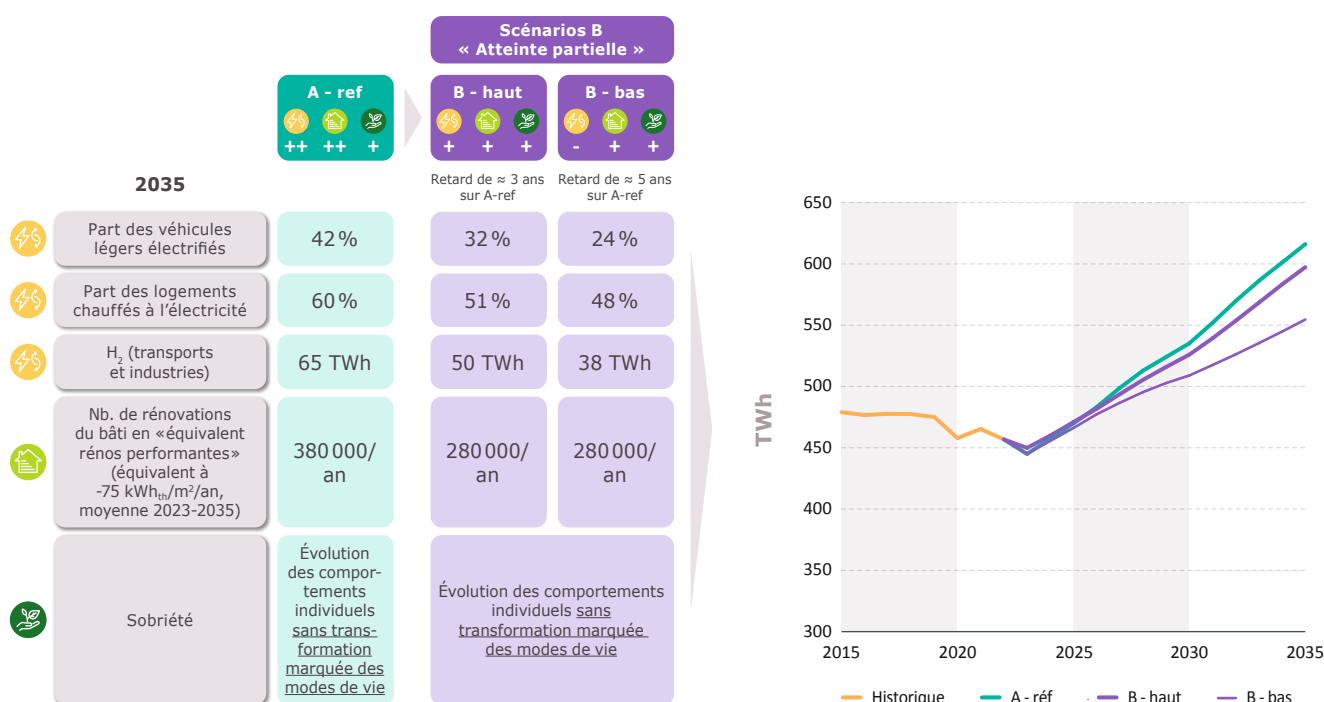 Scénarios B
« Atteinte partielle »
A - ref
++ ++ +
B - haut
+ + +
B - bas
- + +
2035
Retard de ≈ 3 ans
sur A-ref
Retard de ≈ 5 ans
sur A-ref
Part des véhicules
légers électrifiés
42 %
32 %
24 %
Part des logements
chauffés à l'électricité
60 %
51 %
48 %
H2 (transports
et industries)
65 TWh
50 TWh
38 TWh
Nb. de rénovations
du bâti en «équivalent
rénos performantes»
(équivalent à
-75 kWhth/m²/an,
moyenne 2023-2035)
380 000/
an
280 000/
an
280 000/
an
Sobriété
Évolution
des compor-
tements
individuels
sans trans-
formation
marquée des
modes de vie
Évolution des comportements
individuels sans
transformation marquée
des modes de vie
TWh
650
600
550
500
450
400
350
300
2015 2020 2025 2030 2035
Historique A - réf B - haut B - bas